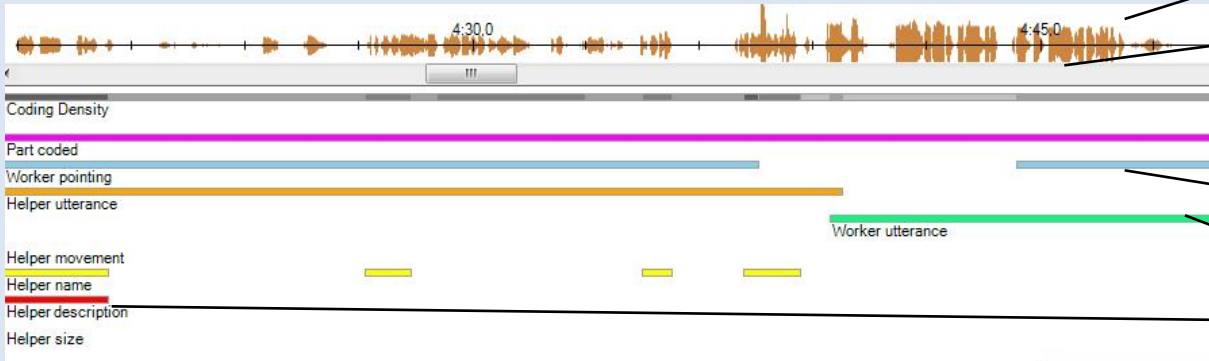 4:30,0 4:45,0
Coding Density
Part coded
Worker pointing
Helper utterance
Worker utterance
Helper movement
Helper name
Helper description
Helper size